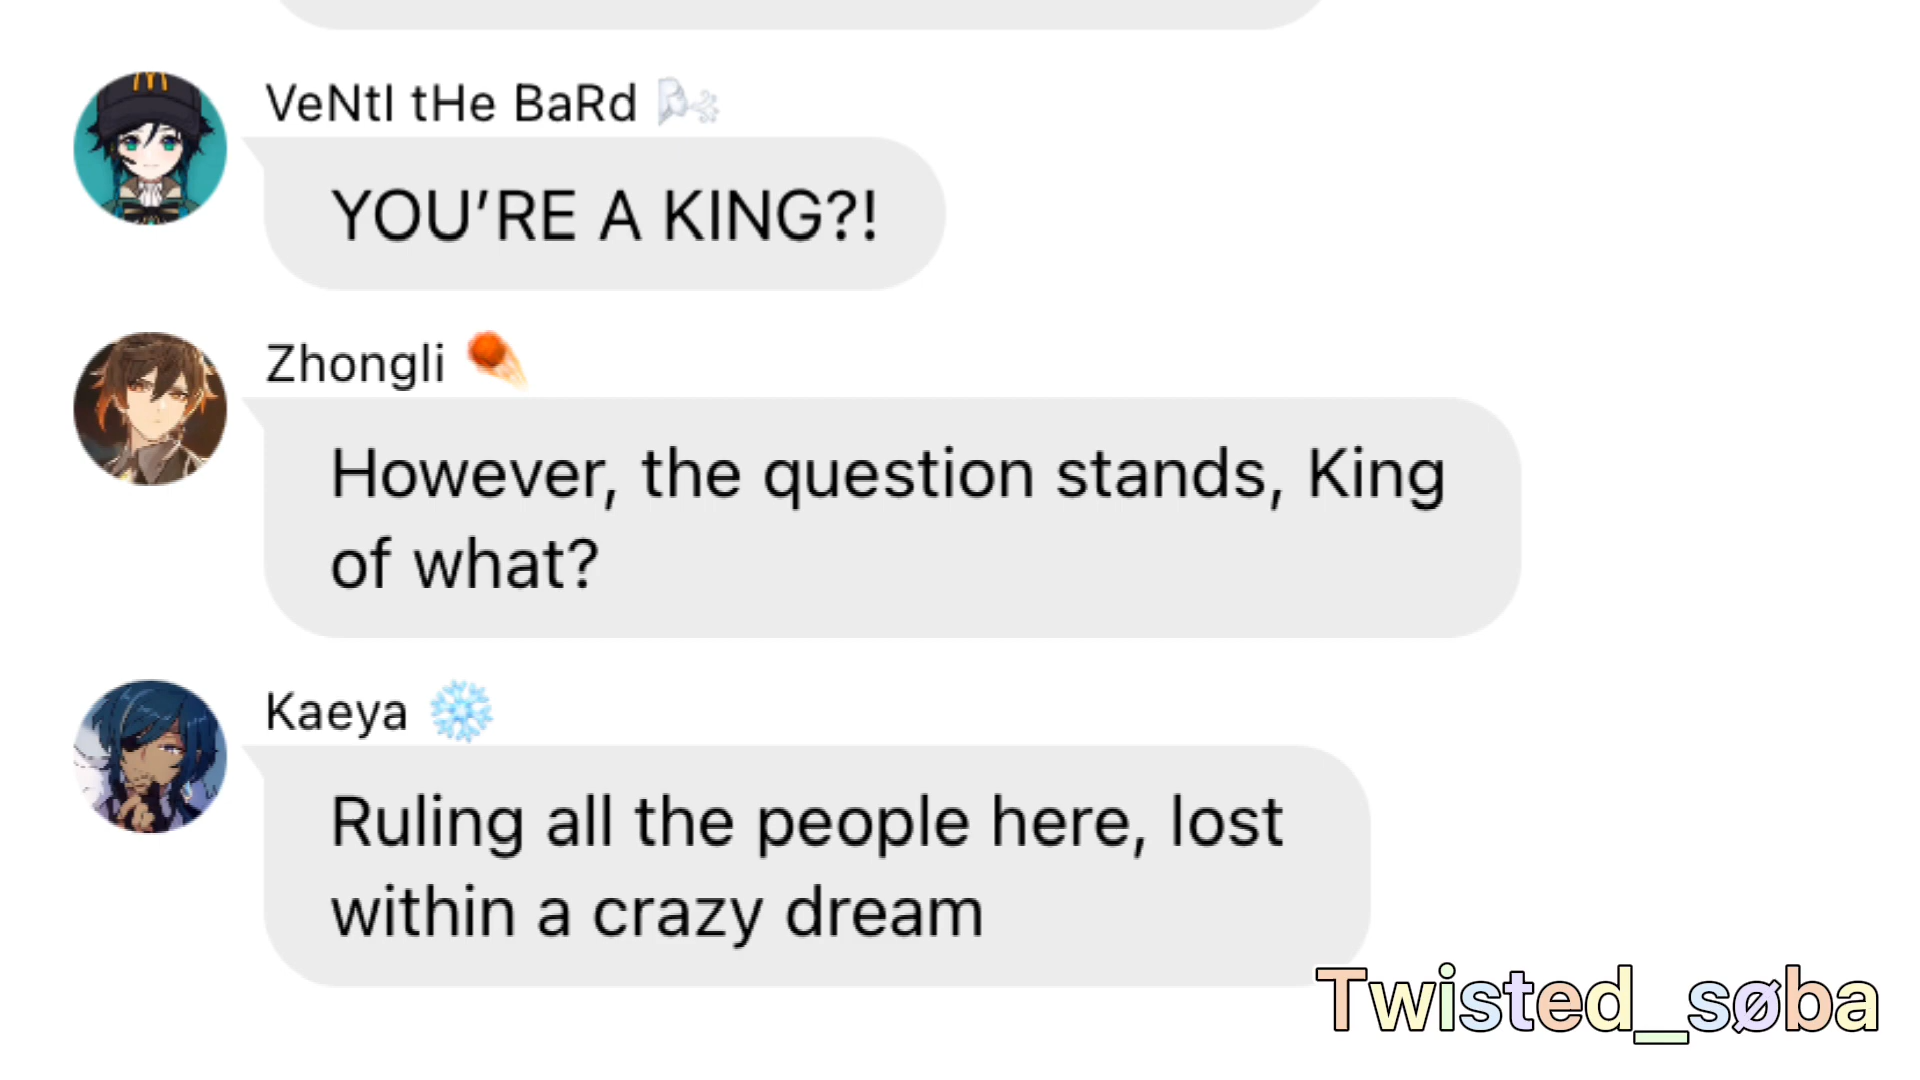 VeNtI tHe BaRd 🌬️
YOU’RE A KING?!
Zhongli ☄️
However, the question stands, King
of what?
Kaeya ❄️
Ruling all the people here, lost
within a crazy dream
Twisted_søba